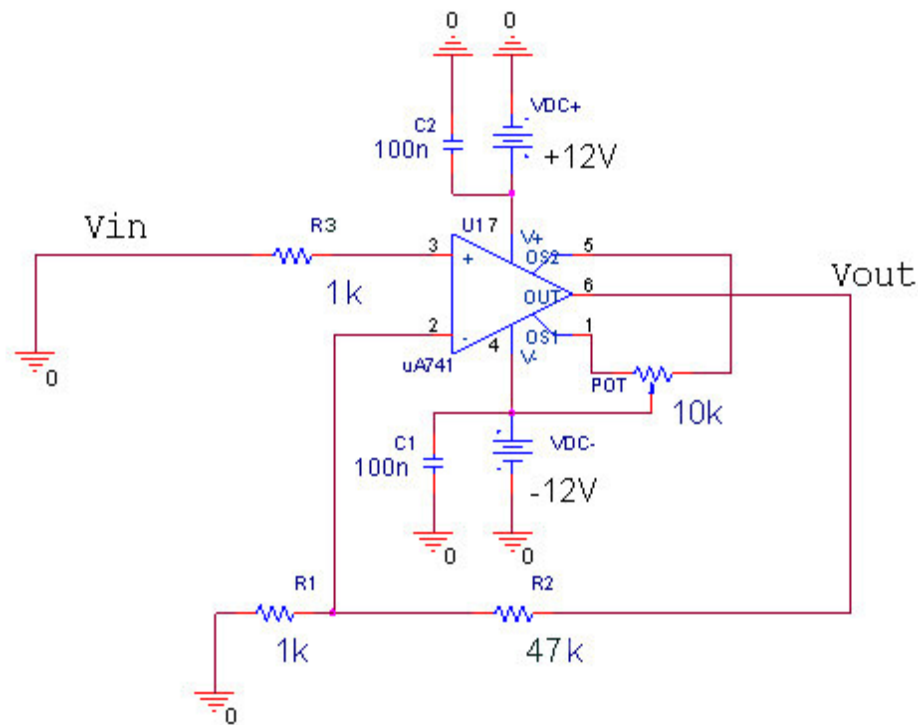 0 0
VDC+
C2
100n
+12V
Vin
R3
U17
V+
5
3
+
OS2
1k
OUT
6
Vout
2
-
1
OS1
4
V-
0
uA741
POT
10k
C1
100n
VDC-
-12V
0 0
R1
R2
1k
47k
0